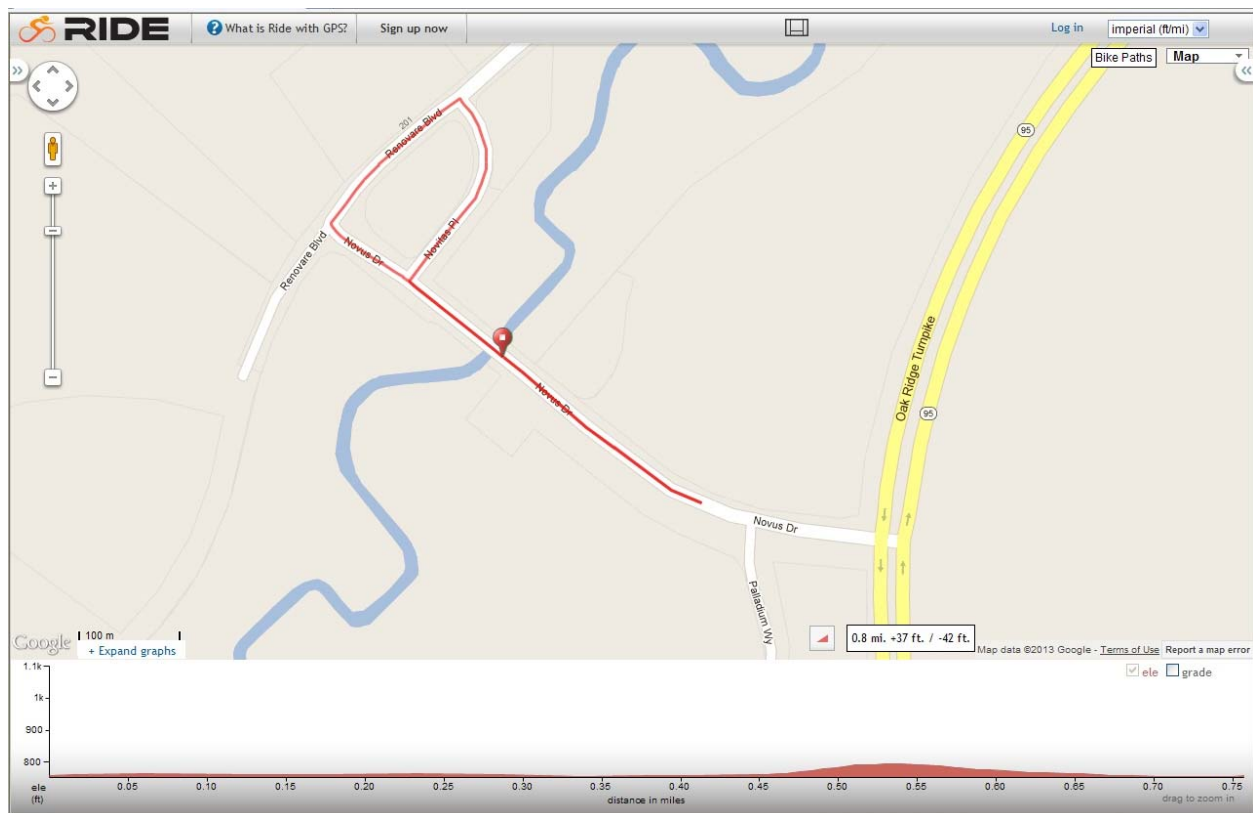 RIDE
? What is Ride with GPS?
Sign up now
Log in
imperial (ft/mi)
Bike Paths
Map
»
«
201
Renovare Blvd
Novus Dr
Novitas Pl
Renovare Blvd
Novus Dr
Novus Dr
Palladium Wy
Oak Ridge Turnpike
95
95
Google
100 m
+ Expand graphs
0.8 mi. +37 ft. / -42 ft.
Map data ©2013 Google - Terms of Use Report a map error
1.1k
1k
900
800
ele
grade
ele
(ft)
0.05 0.10 0.15 0.20 0.25 0.30 0.35 0.40 0.45 0.50 0.55 0.60 0.65 0.70 0.75
distance in miles
drag to zoom in